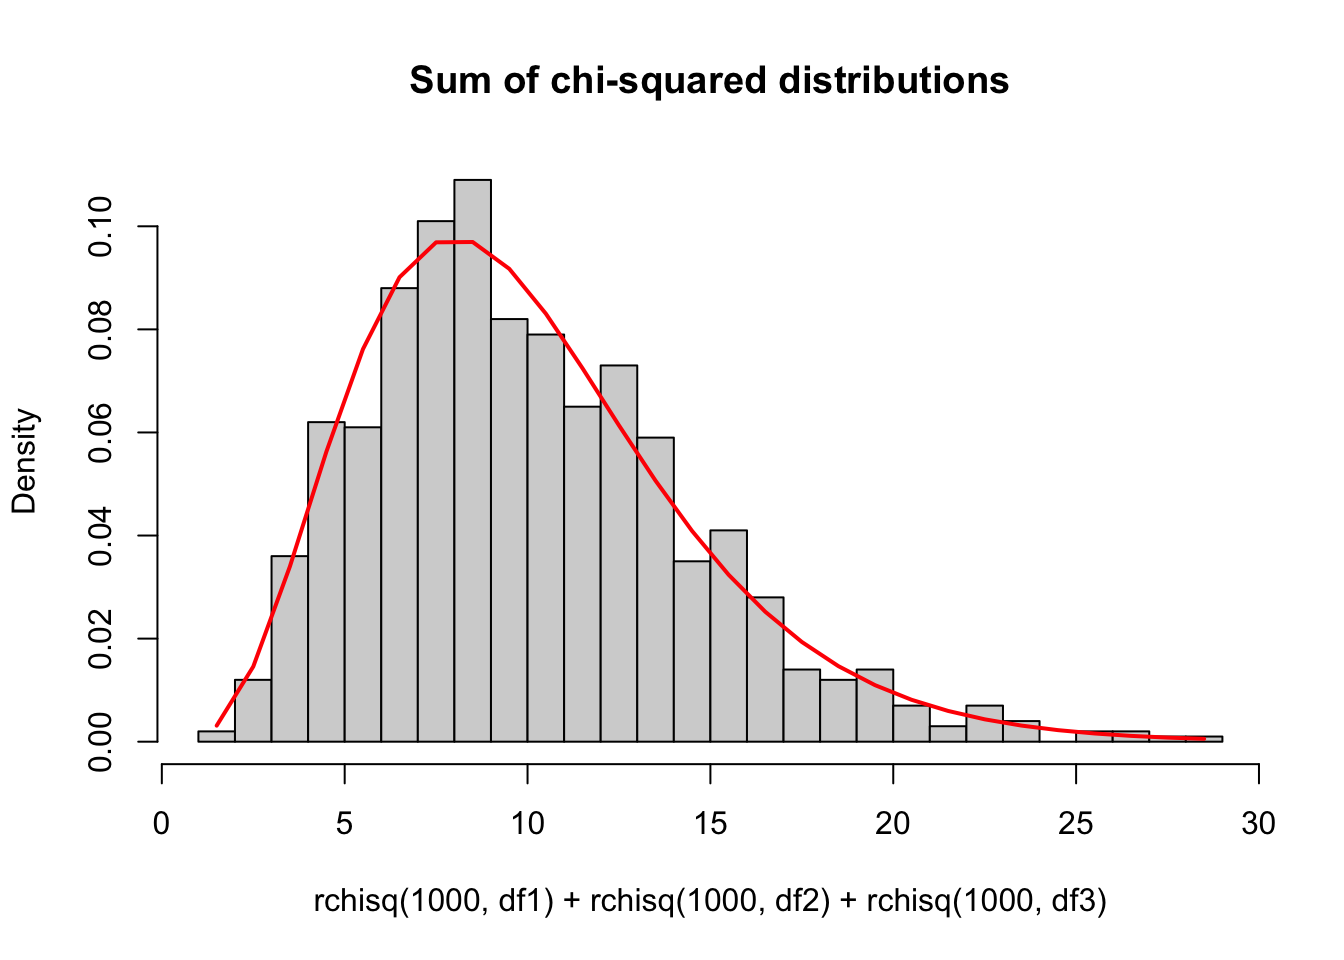 Sum of chi-squared distributions
Density
0.10
0.08
0.06
0.04
0.02
0.00
0 5 10 15 20 25 30
rchisq(1000, df1) + rchisq(1000, df2) + rchisq(1000, df3)